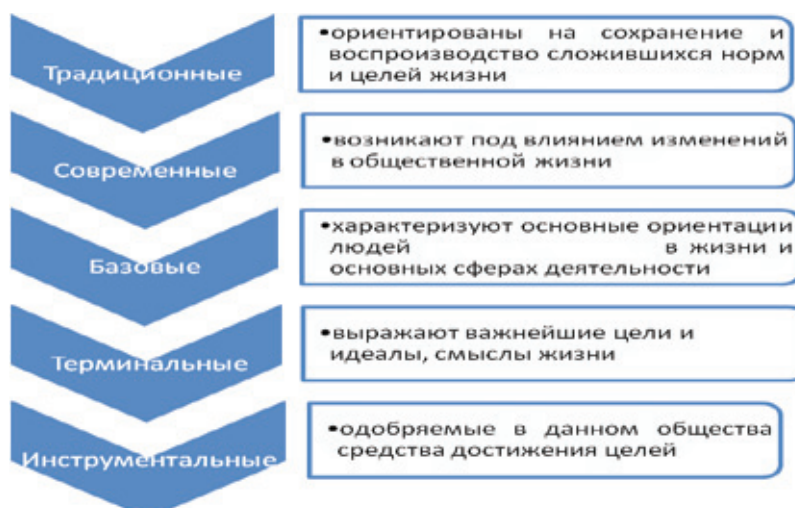 Традиционные
•ориентированы на сохранение и
воспроизводство сложившихся норм
и целей жизни
Современные
•возникают под влиянием изменений
в общественной жизни
Базовые
•характеризуют основные ориентации
людей в жизни и
основных сферах деятельности
Терминальные
•выражают важнейшие цели и
идеалы, смыслы жизни
Инструментальные
•одобряемые в данном общества
средства достижения целей